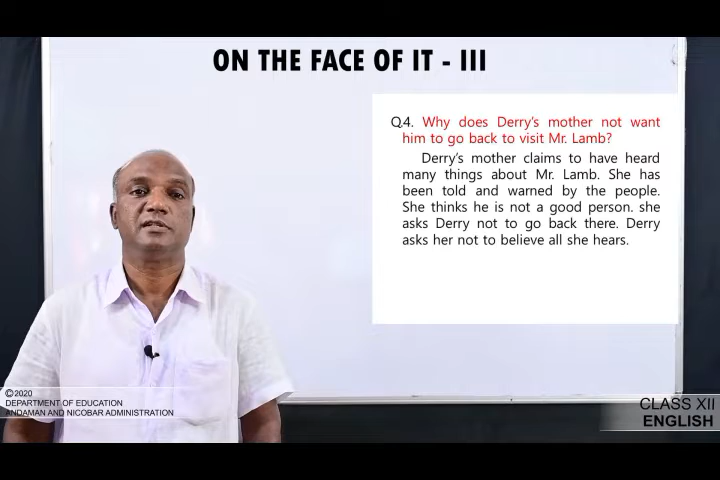 ON THE FACE OF IT - III
Q.4. Why does Derry's mother not want
him to go back to visit Mr. Lamb?
Derry's mother claims to have heard
many things about Mr. Lamb. She has
been told and warned by the people.
She thinks he is not a good person. she
asks Derry not to go back there. Derry
asks her not to believe all she hears.
©2020
DEPARTMENT OF EDUCATION
ANDAMAN AND NICOBAR ADMINISTRATION
CLASS XII
ENGLISH